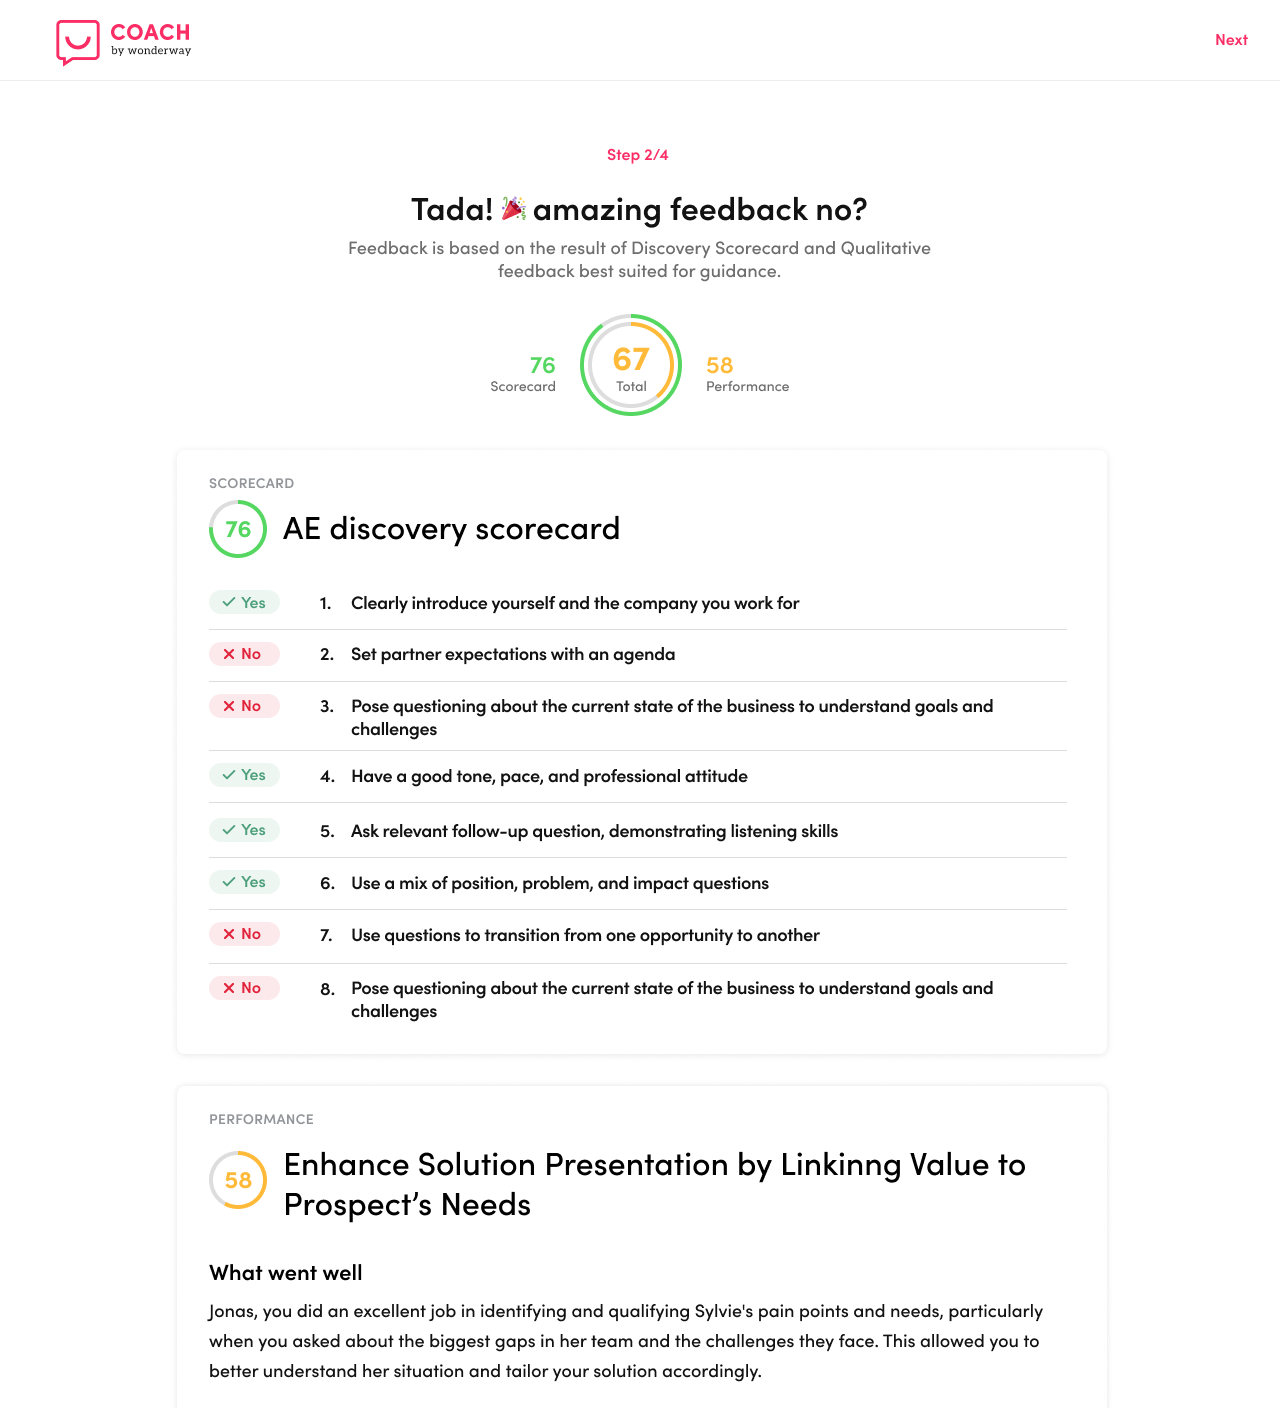 COACH
by wonderway
Next
Step 2/4
Tada! 🎉 amazing feedback no?
Feedback is based on the result of Discovery Scorecard and Qualitative
feedback best suited for guidance.
76
Scorecard
67
Total
58
Performance
SCORECARD
76 AE discovery scorecard
Yes 1. Clearly introduce yourself and the company you work for
No 2. Set partner expectations with an agenda
No 3. Pose questioning about the current state of the business to understand goals and
challenges
Yes 4. Have a good tone, pace, and professional attitude
Yes 5. Ask relevant follow-up question, demonstrating listening skills
Yes 6. Use a mix of position, problem, and impact questions
No 7. Use questions to transition from one opportunity to another
No 8. Pose questioning about the current state of the business to understand goals and
challenges
PERFORMANCE
58 Enhance Solution Presentation by Linkinng Value to
Prospect’s Needs
What went well
Jonas, you did an excellent job in identifying and qualifying Sylvie's pain points and needs, particularly
when you asked about the biggest gaps in her team and the challenges they face. This allowed you to
better understand her situation and tailor your solution accordingly.